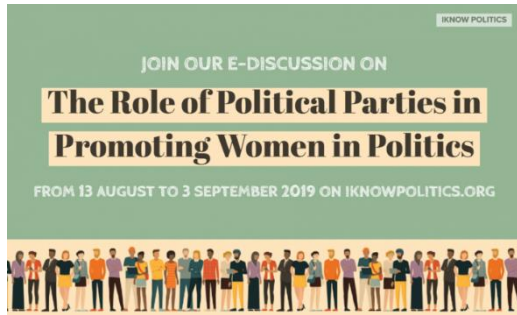 IKNOW POLITICS
JOIN OUR E-DISCUSSION ON
The Role of Political Parties in
Promoting Women in Politics
FROM 13 AUGUST TO 3 SEPTEMBER 2019 ON IKNOWPOLITICS.ORG